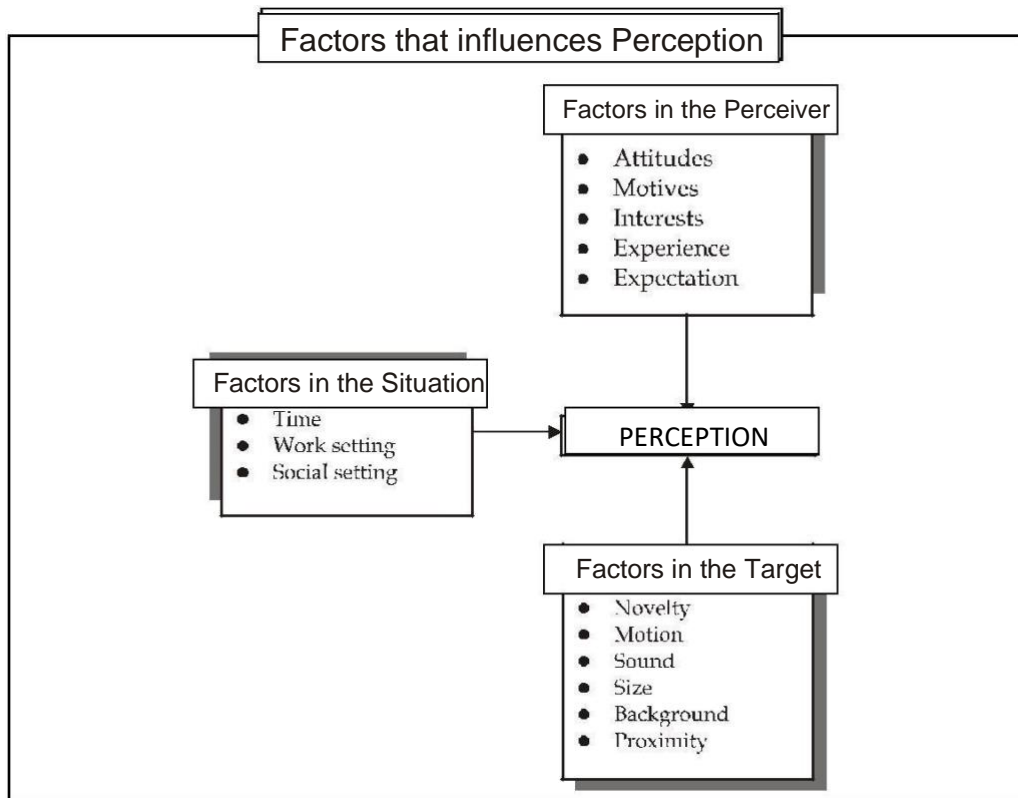 Factors that influences Perception
Factors in the Perceiver
● Attitudes
● Motives
● Interests
● Experience
● Expectation
Factors in the Situation
● Time
● Work setting
● Social setting
PERCEPTION
Factors in the Target
● Novelty
● Motion
● Sound
● Size
● Background
● Proximity